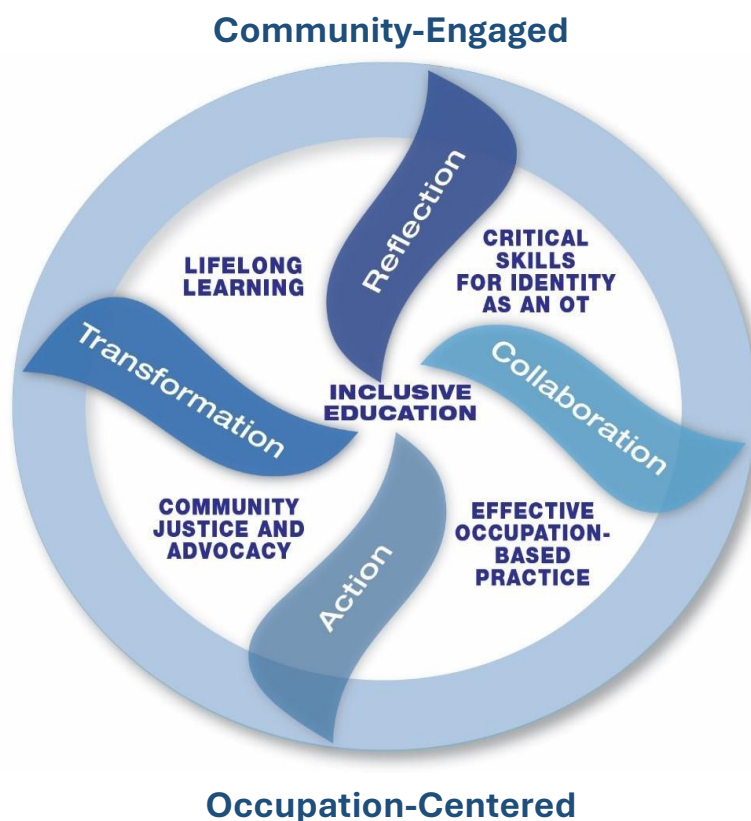 Community-Engaged
Reflection
LIFELONG
LEARNING
CRITICAL
SKILLS
FOR IDENTITY
AS AN OT
Transformation
Collaboration
INCLUSIVE
EDUCATION
COMMUNITY
JUSTICE AND
ADVOCACY
EFFECTIVE
OCCUPATION-
BASED
PRACTICE
Action
Occupation-Centered